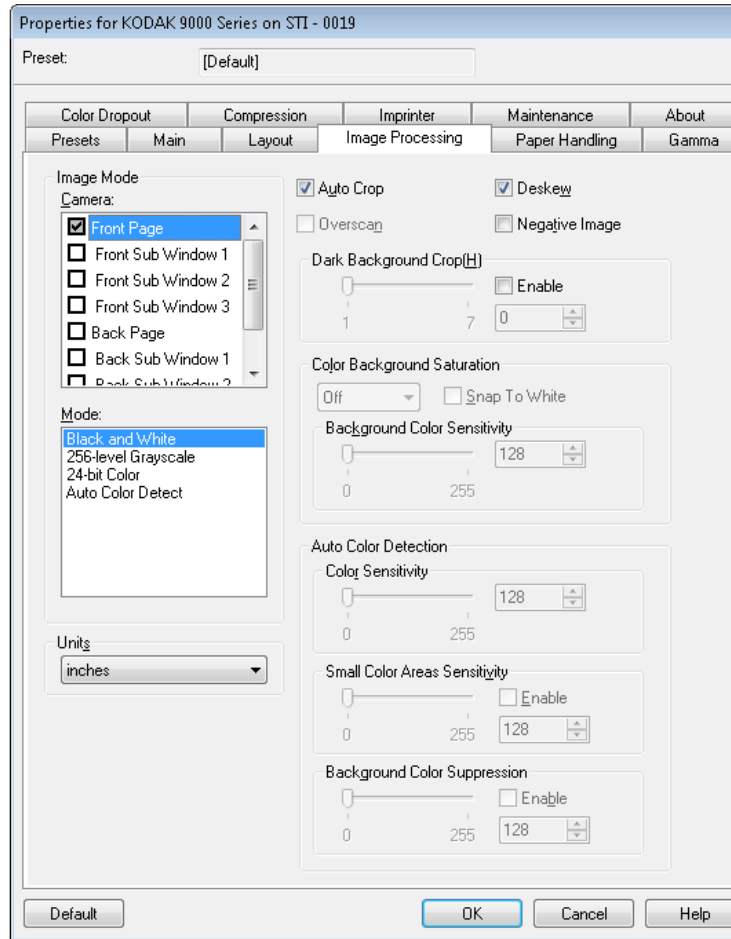 Properties for KODAK 9000 Series on STI - 0019
Preset: [Default]
Color Dropout Compression Imprinter Maintenance About
Presets Main Layout Image Processing Paper Handling Gamma
Image Mode
Camera:
Front Page
Front Sub Window 1
Front Sub Window 2
Front Sub Window 3
Back Page
Back Sub Window 1
Back Sub Window 2
Mode:
Black and White
256-level Grayscale
24-bit Color
Auto Color Detect
Units
inches
Auto Crop Deskew
Overscan Negative Image
Dark Background Crop(H)
Enable
1 7 0
Color Background Saturation
Off Snap To White
Background Color Sensitivity
128
0 255
Auto Color Detection
Color Sensitivity
128
0 255
Small Color Areas Sensitivity
Enable
0 255 128
Background Color Suppression
Enable
0 255 128
Default OK Cancel Help